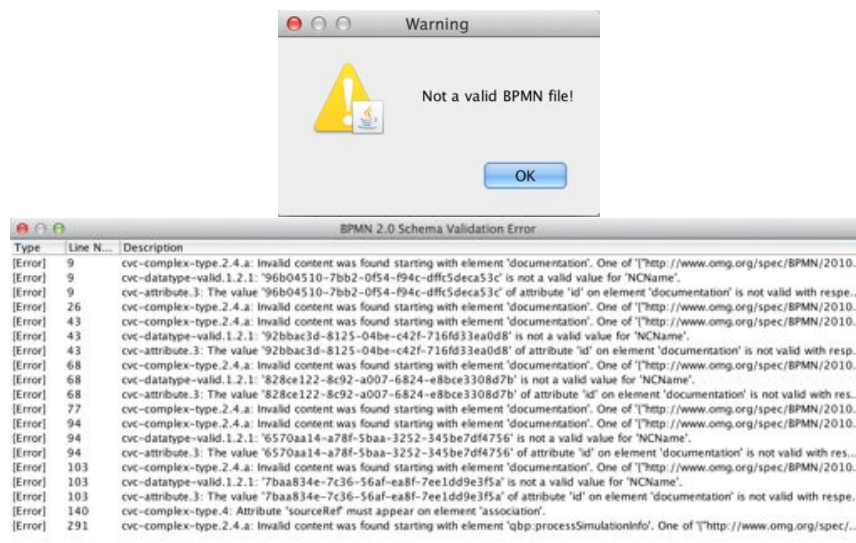 Warning
Not a valid BPMN file!
OK
BPMN 2.0 Schema Validation Error
Type Line N... Description
[Error] 9 cvc-complex-type.2.4.a: Invalid content was found starting with element 'documentation'. One of '{"http://www.omg.org/spec/BPMN/2010...
[Error] 9 cvc-datatype-valid.1.2.1: '96b04510-7bb2-0f54-f94c-dffc5deca53c' is not a valid value for 'NCName'.
[Error] 9 cvc-attribute.3: The value '96b04510-7bb2-0f54-f94c-dffc5deca53c' of attribute 'id' on element 'documentation' is not valid with respe...
[Error] 26 cvc-complex-type.2.4.a: Invalid content was found starting with element 'documentation'. One of '{"http://www.omg.org/spec/BPMN/2010...
[Error] 43 cvc-complex-type.2.4.a: Invalid content was found starting with element 'documentation'. One of '{"http://www.omg.org/spec/BPMN/2010...
[Error] 43 cvc-datatype-valid.1.2.1: '92bbac3d-8125-04be-c42f-716fd33ea0d8' is not a valid value for 'NCName'.
[Error] 43 cvc-attribute.3: The value '92bbac3d-8125-04be-c42f-716fd33ea0d8' of attribute 'id' on element 'documentation' is not valid with resp...
[Error] 68 cvc-complex-type.2.4.a: Invalid content was found starting with element 'documentation'. One of '{"http://www.omg.org/spec/BPMN/2010...
[Error] 68 cvc-datatype-valid.1.2.1: '828ce122-8c92-a007-6824-e8bce3308d7b' is not a valid value for 'NCName'.
[Error] 68 cvc-attribute.3: The value '828ce122-8c92-a007-6824-e8bce3308d7b' of attribute 'id' on element 'documentation' is not valid with res...
[Error] 77 cvc-complex-type.2.4.a: Invalid content was found starting with element 'documentation'. One of '{"http://www.omg.org/spec/BPMN/2010...
[Error] 94 cvc-complex-type.2.4.a: Invalid content was found starting with element 'documentation'. One of '{"http://www.omg.org/spec/BPMN/2010...
[Error] 94 cvc-datatype-valid.1.2.1: '6570aa14-a78f-5baa-3252-345be7df4756' is not a valid value for 'NCName'.
[Error] 94 cvc-attribute.3: The value '6570aa14-a78f-5baa-3252-345be7df4756' of attribute 'id' on element 'documentation' is not valid with res...
[Error] 103 cvc-complex-type.2.4.a: Invalid content was found starting with element 'documentation'. One of '{"http://www.omg.org/spec/BPMN/2010...
[Error] 103 cvc-datatype-valid.1.2.1: '7baa834e-7c36-56af-ea8f-7ee1dd9e3f5a' is not a valid value for 'NCName'.
[Error] 103 cvc-attribute.3: The value '7baa834e-7c36-56af-ea8f-7ee1dd9e3f5a' of attribute 'id' on element 'documentation' is not valid with respe...
[Error] 140 cvc-complex-type.4: Attribute 'sourceRef' must appear on element 'association'.
[Error] 291 cvc-complex-type.2.4.a: Invalid content was found starting with element 'qbp:processSimulationInfo'. One of '{"http://www.omg.org/spec/...